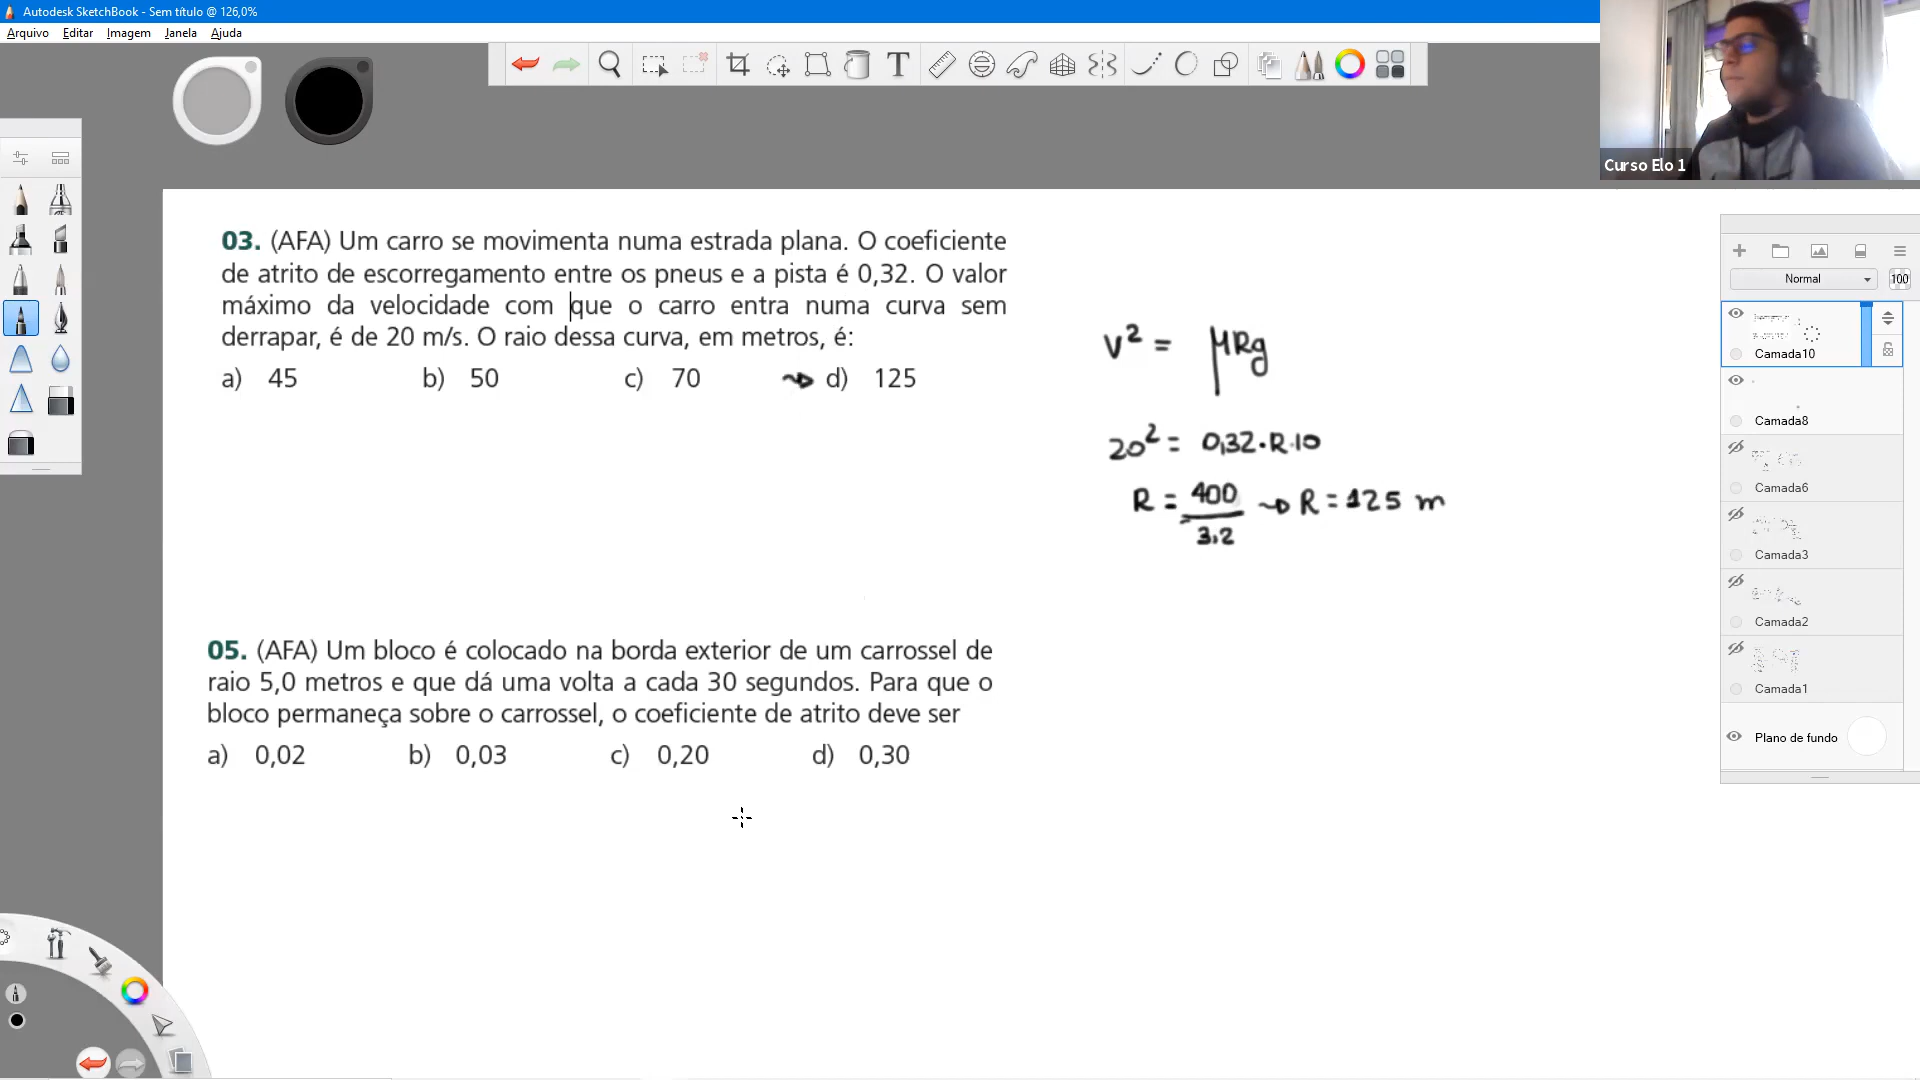 Autodesk SketchBook - Sem título @ 126,0%
Arquivo Editar Imagem Janela Ajuda
T
Curso Elo 1
03. (AFA) Um carro se movimenta numa estrada plana. O coeficiente
de atrito de escorregamento entre os pneus e a pista é 0,32. O valor
máximo da velocidade com que o carro entra numa curva sem
derrapar, é de 20 m/s. O raio dessa curva, em metros, é:
a) 45 b) 50 c) 70 d) 125
V² = μRg
20² = 0,32·R·10
R = 400/3,2 → R = 125 m
05. (AFA) Um bloco é colocado na borda exterior de um carrossel de
raio 5,0 metros e que dá uma volta a cada 30 segundos. Para que o
bloco permaneça sobre o carrossel, o coeficiente de atrito deve ser
a) 0,02 b) 0,03 c) 0,20 d) 0,30
Normal 100
Camada10
Camada8
Camada6
Camada3
Camada2
Camada1
Plano de fundo